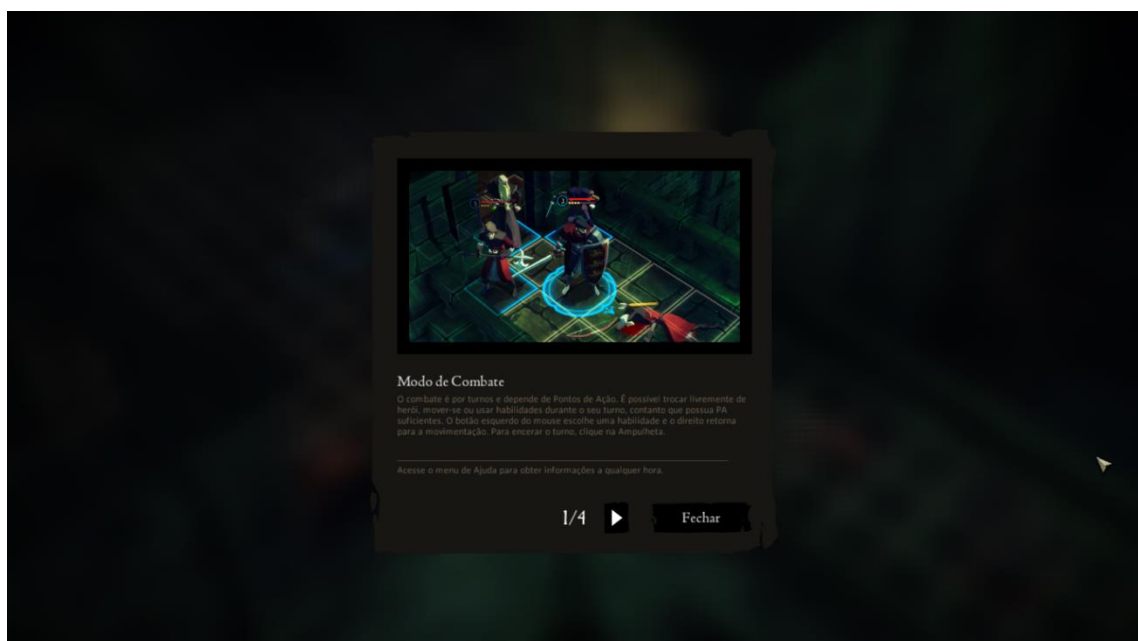 Modo de Combate
O combate é por turnos e depende de Pontos de Ação. É possível trocar livremente de
herói, mover-se ou usar habilidades durante o seu turno, contanto que possua PA
suficientes. O botão esquerdo do mouse escolhe uma habilidade e o direito retorna
para a movimentação. Para encerar o turno, clique na Ampulheta.
Acesse o menu de Ajuda para obter informações a qualquer hora.
1/4
Fechar